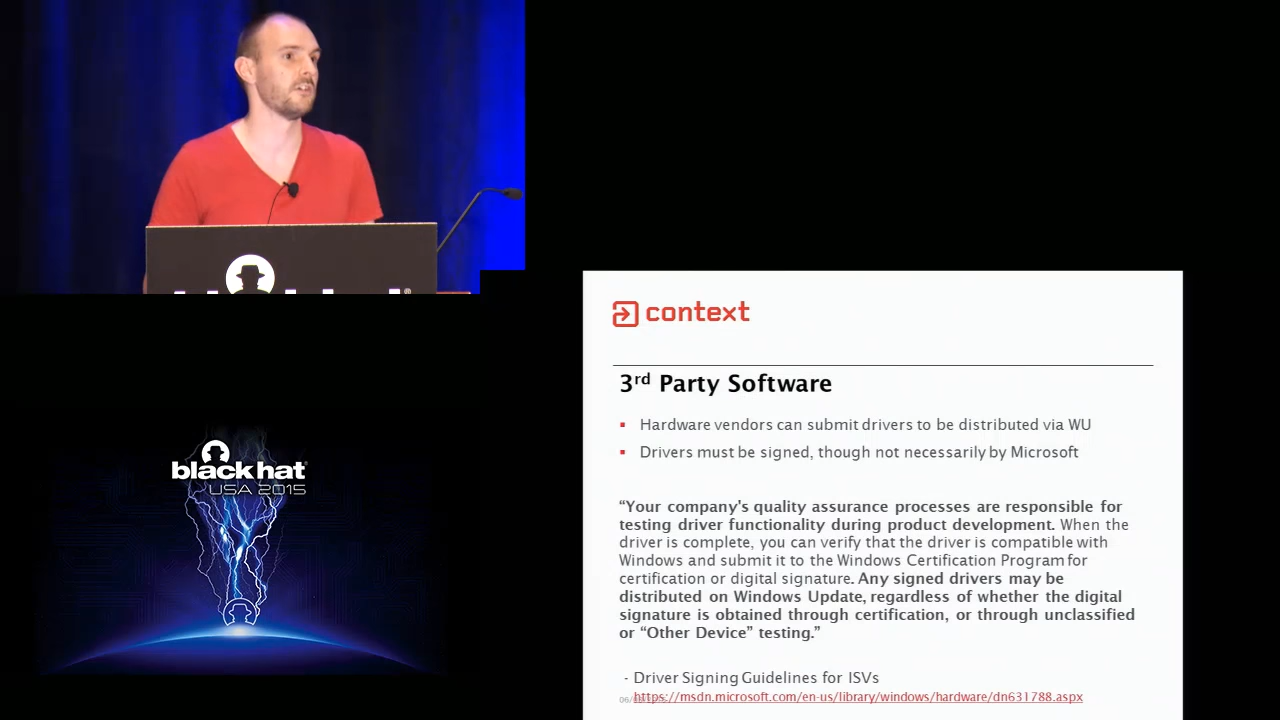 context
3rd Party Software
▪ Hardware vendors can submit drivers to be distributed via WU
▪ Drivers must be signed, though not necessarily by Microsoft
“Your company's quality assurance processes are responsible for
testing driver functionality during product development. When the
driver is complete, you can verify that the driver is compatible with
Windows and submit it to the Windows Certification Program for
certification or digital signature. Any signed drivers may be
distributed on Windows Update, regardless of whether the digital
signature is obtained through certification, or through unclassified
or “Other Device” testing.”
- Driver Signing Guidelines for ISVs
https://msdn.microsoft.com/en-us/library/windows/hardware/dn631788.aspx
black hat®
USA 2015